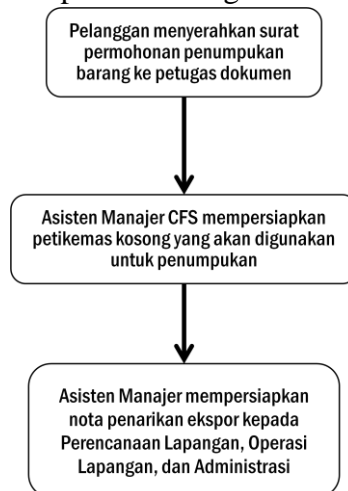 Pelanggan menyerahkan surat
permohonan penumpukan
barang ke petugas dokumen
Asisten Manajer CFS mempersiapkan
petikemas kosong yang akan digunakan
untuk penumpukan
Asisten Manajer mempersiapkan
nota penarikan ekspor kepada
Perencanaan Lapangan, Operasi
Lapangan, dan Administrasi